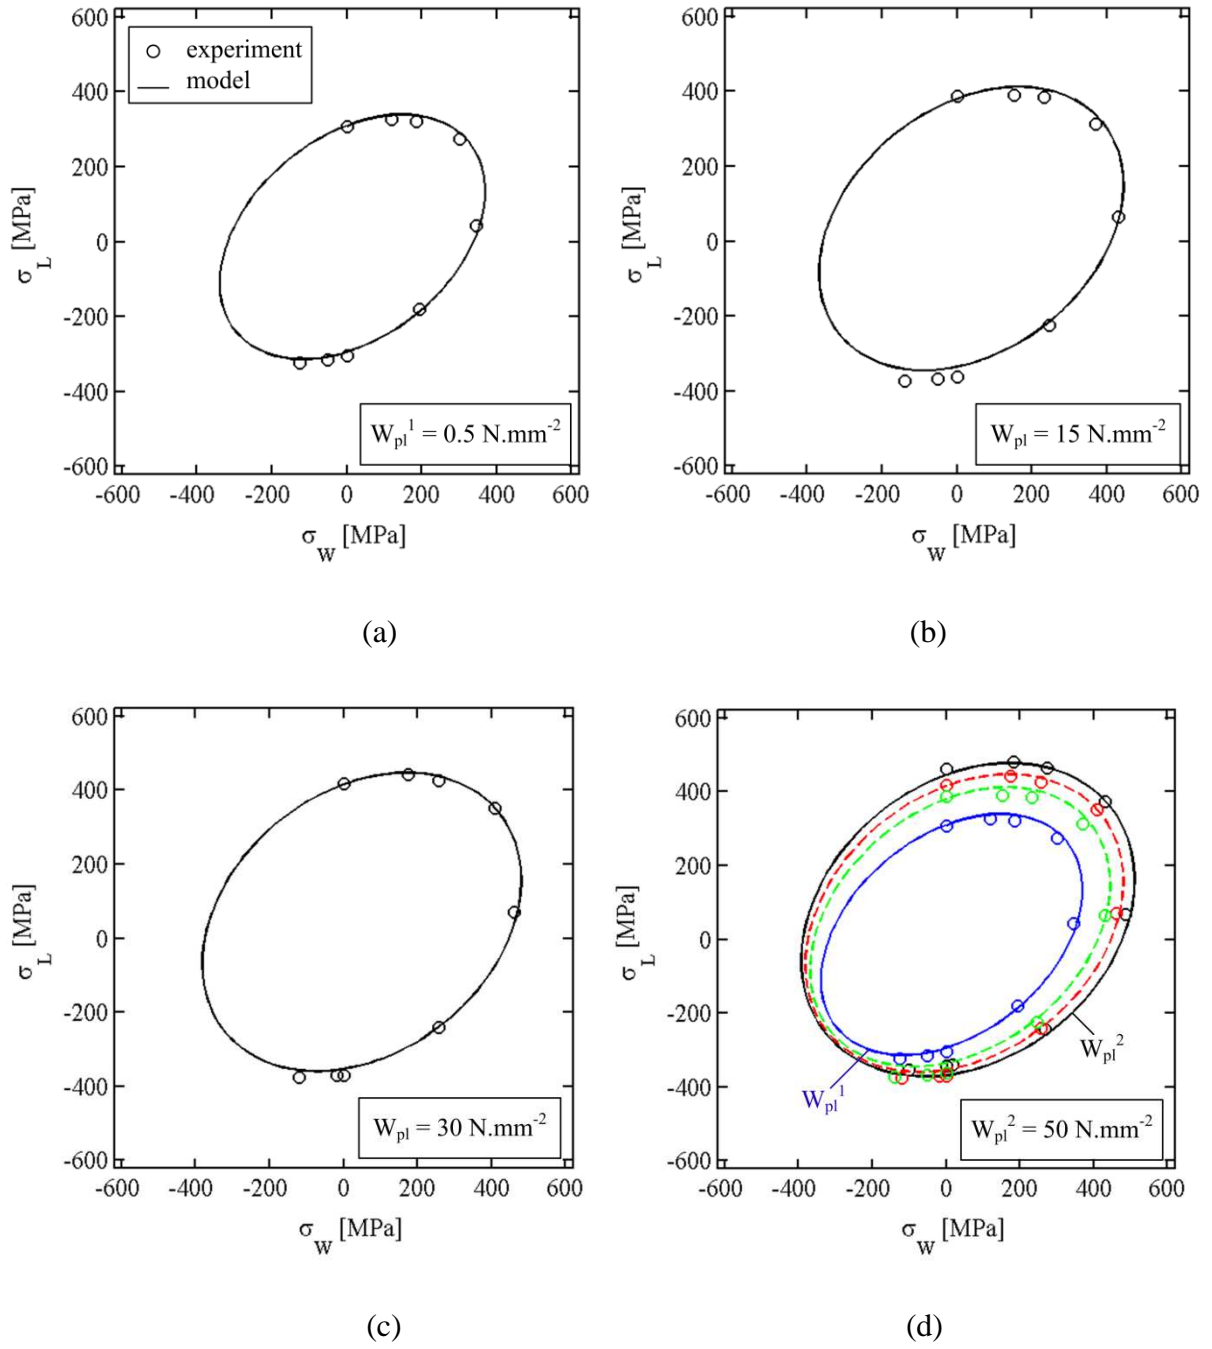 600
400
200
0
-200
-400
-600
σL [MPa]
experiment
model
Wpl¹ = 0.5 N.mm⁻²
-600 -400 -200 0 200 400 600
σW [MPa]
(a)
600
400
200
0
-200
-400
-600
σL [MPa]
Wpl = 15 N.mm⁻²
-600 -400 -200 0 200 400 600
σW [MPa]
(b)
600
400
200
0
-200
-400
-600
σL [MPa]
Wpl = 30 N.mm⁻²
-600 -400 -200 0 200 400 600
σW [MPa]
(c)
600
400
200
0
-200
-400
-600
σL [MPa]
Wpl²
Wpl¹
Wpl² = 50 N.mm⁻²
-600 -400 -200 0 200 400 600
σW [MPa]
(d)